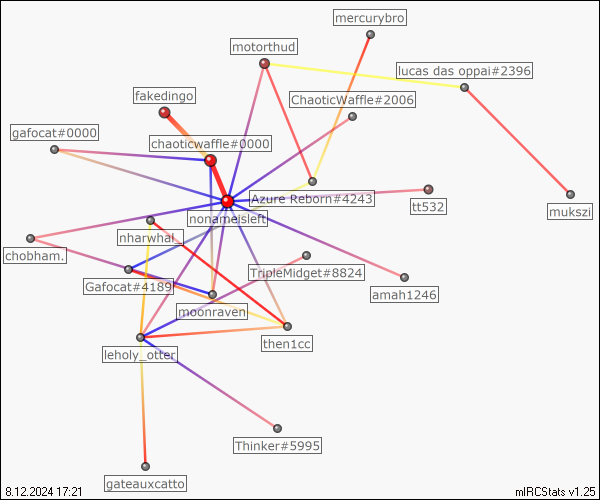 mercurybro
motorthud
lucas das oppai#2396
fakedingo
ChaoticWaffle#2006
gafocat#0000
chaoticwaffle#0000
Azure Reborn#4243
tt532
mukszi
nonameisleft
nharwhal_
chobham.
TripleMidget#8824
Gafocat#4189
amah1246
moonraven
then1cc
leholy_otter
Thinker#5995
gateauxcatto
8.12.2024 17:21
mIRCStats v1.25